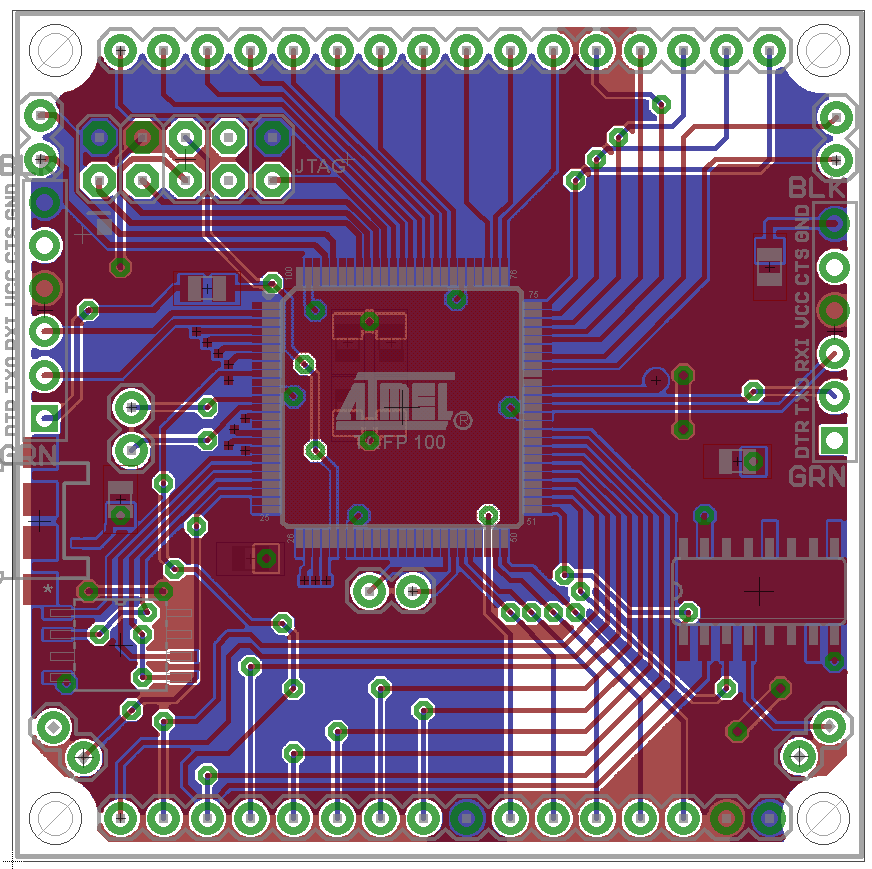 JTAG
BLK
BLK
GND
CTS
VCC
RXI
TXO
DTR
GRN
GND
CTS
VCC
RXI
TXO
DTR
GRN
100
76
75
51
50
26
25
ATMEL
®
TQFP 100
*